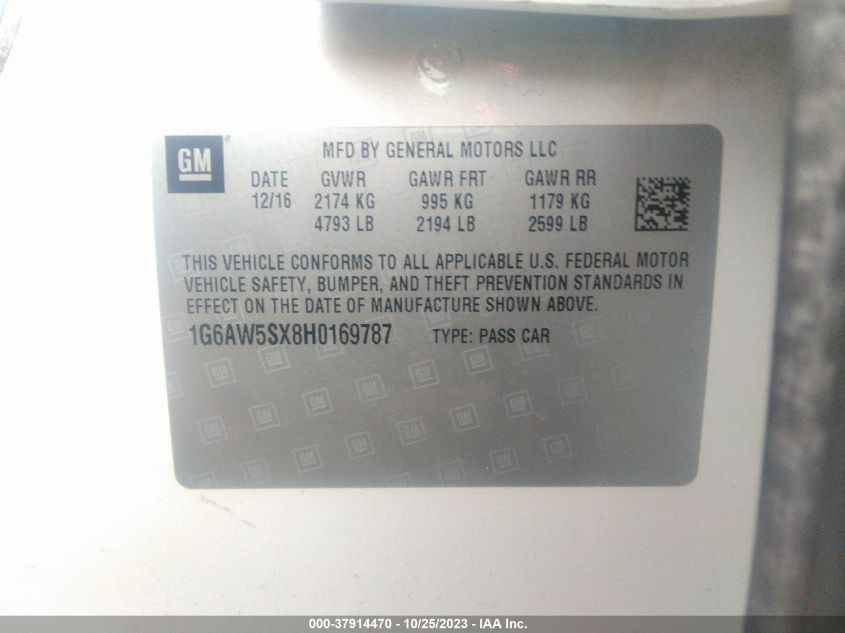 GM®
MFD BY GENERAL MOTORS LLC
DATE GVWR GAWR FRT GAWR RR
12/16 2174 KG 995 KG 1179 KG
4793 LB 2194 LB 2599 LB
THIS VEHICLE CONFORMS TO ALL APPLICABLE U.S. FEDERAL MOTOR
VEHICLE SAFETY, BUMPER, AND THEFT PREVENTION STANDARDS IN
EFFECT ON THE DATE OF MANUFACTURE SHOWN ABOVE.
1G6AW5SX8H0169787 TYPE: PASS CAR
000-37914470 - 10/25/2023 - IAA Inc.